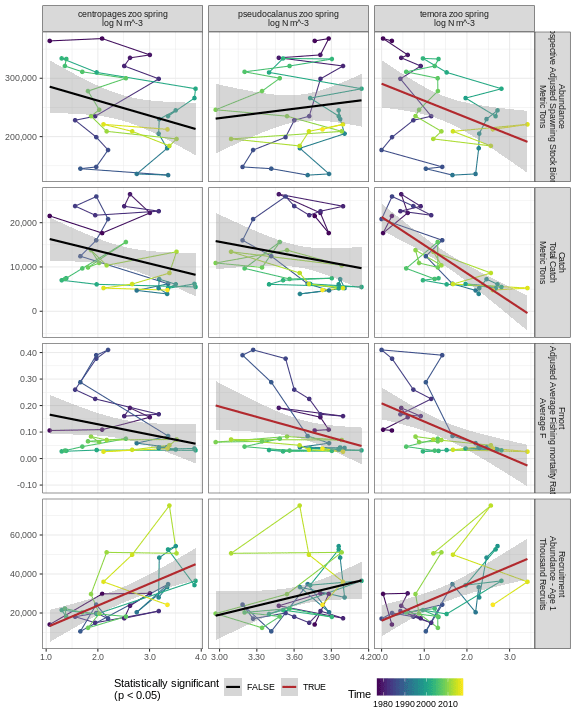 centropages zoo spring
log N m^-3
pseudocalanus zoo spring
log N m^-3
temora zoo spring
log N m^-3
300,000
200,000
Abundance
Adjusted Spawning Stock
Metric Tons
20,000
10,000
0
Catch
Total Catch
Metric Tons
0.40
0.30
0.20
0.10
0.00
-0.10
Fmort
Adjusted Average Fishing mortality
Average F
60,000
40,000
20,000
Recruitment
Abundance - Age 1
Thousand Recruits
1.0 2.0 3.0 4.0
3.00 3.30 3.60 3.90 4.20
0.0 1.0 2.0 3.0
Statistically significant
(p < 0.05)
FALSE TRUE
Time
1980 1990 2000 2010